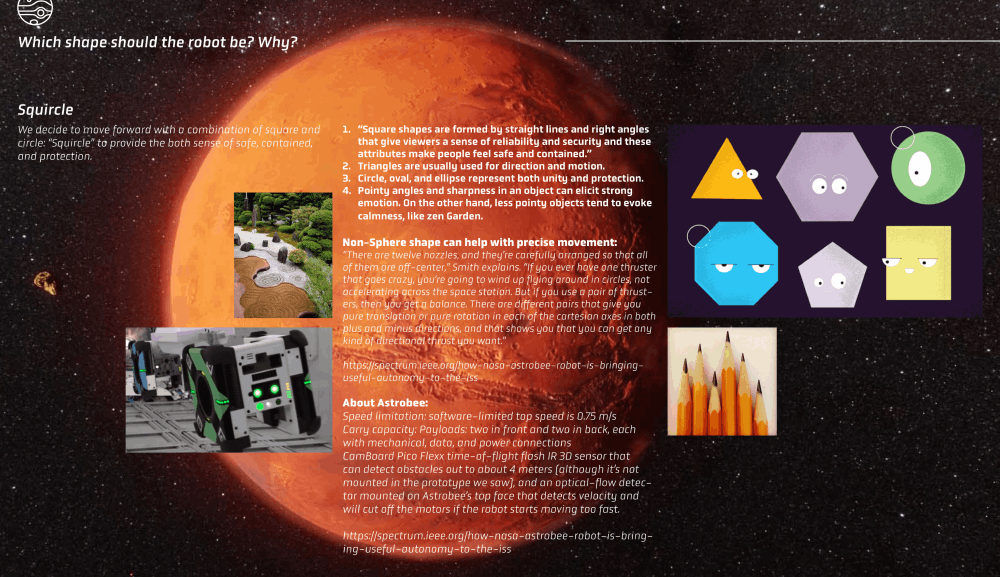 Which shape should the robot be? Why?
Squircle
We decide to move forward with a combination of square and
circle: “Squircle” to provide the both sense of safe, contained,
and protection.
1. “Square shapes are formed by straight lines and right angles
that give viewers a sense of reliability and security and these
attributes make people feel safe and contained.”
2. Triangles are usually used for direction and motion.
3. Circle, oval, and ellipse represent both unity and protection.
4. Pointy angles and sharpness in an object can elicit strong
emotion. On the other hand, less pointy objects tend to evoke
calmness, like zen Garden.
Non-Sphere shape can help with precise movement:
“There are twelve nozzles, and they’re carefully arranged so that all
of them are off-center,” Smith explains. “If you ever have one thruster
that goes crazy, you’re going to wind up flying around in circles, not
accelerating across the space station. But if you use a pair of thrust-
ers, then you get a balance. There are different pairs that give you
pure translation or pure rotation in each of the cartesian axes in both
plus and minus directions, and that shows you that you can get any
kind of directional thrust you want.”
https://spectrum.ieee.org/how-nasa-astrobee-robot-is-bringing-
useful-autonomy-to-the-iss
About Astrobee:
Speed limitation: software-limited top speed is 0.75 m/s
Carry capacity: Payloads: two in front and two in back, each
with mechanical, data, and power connections
CamBoard Pico Flexx time-of-flight flash IR 3D sensor that
can detect obstacles out to about 4 meters (although it’s not
mounted in the prototype we saw), and an optical-flow detec-
tor mounted on Astrobee’s top face that detects velocity and
will cut off the motors if the robot starts moving too fast.
https://spectrum.ieee.org/how-nasa-astrobee-robot-is-bring-
ing-useful-autonomy-to-the-iss